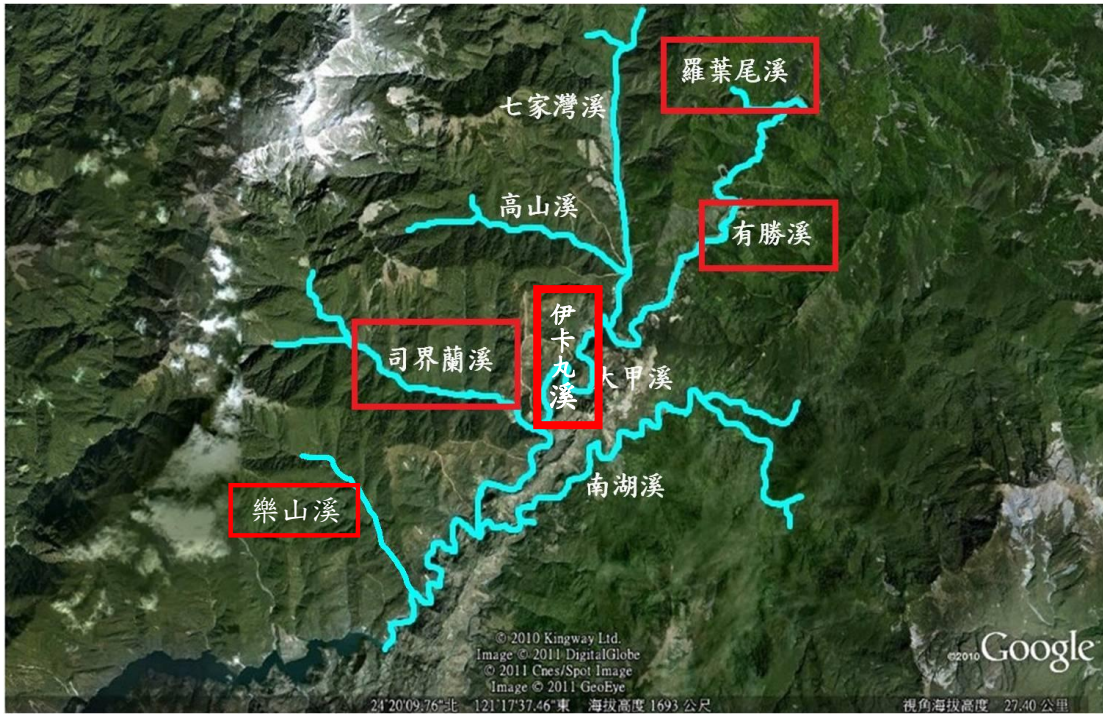 羅葉尾溪
七家灣溪
高山溪
有勝溪
伊卡丸溪
司界蘭溪
大甲溪
南湖溪
樂山溪
© 2010 Kingway Ltd.
Image © 2011 DigitalGlobe
© 2011 Cnes/Spot Image
Image © 2011 GeoEye
©2010 Google
24°20'09.76"北 121°17'37.46"東 海拔高度 1693 公尺
視角海拔高度 27.40 公里